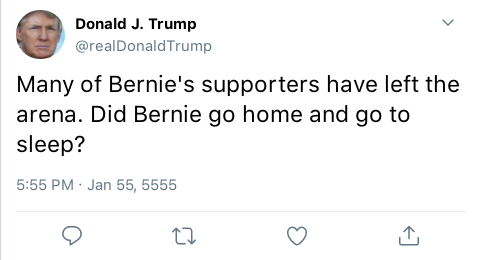 Donald J. Trump
@realDonaldTrump
Many of Bernie's supporters have left the
arena. Did Bernie go home and go to
sleep?
5:55 PM · Jan 55, 5555